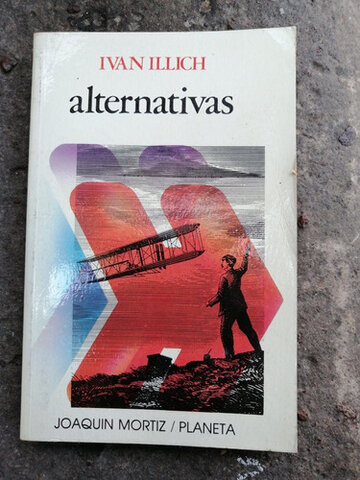 IVAN ILLICH
alternativas
JOAQUIN MORTIZ / PLANETA